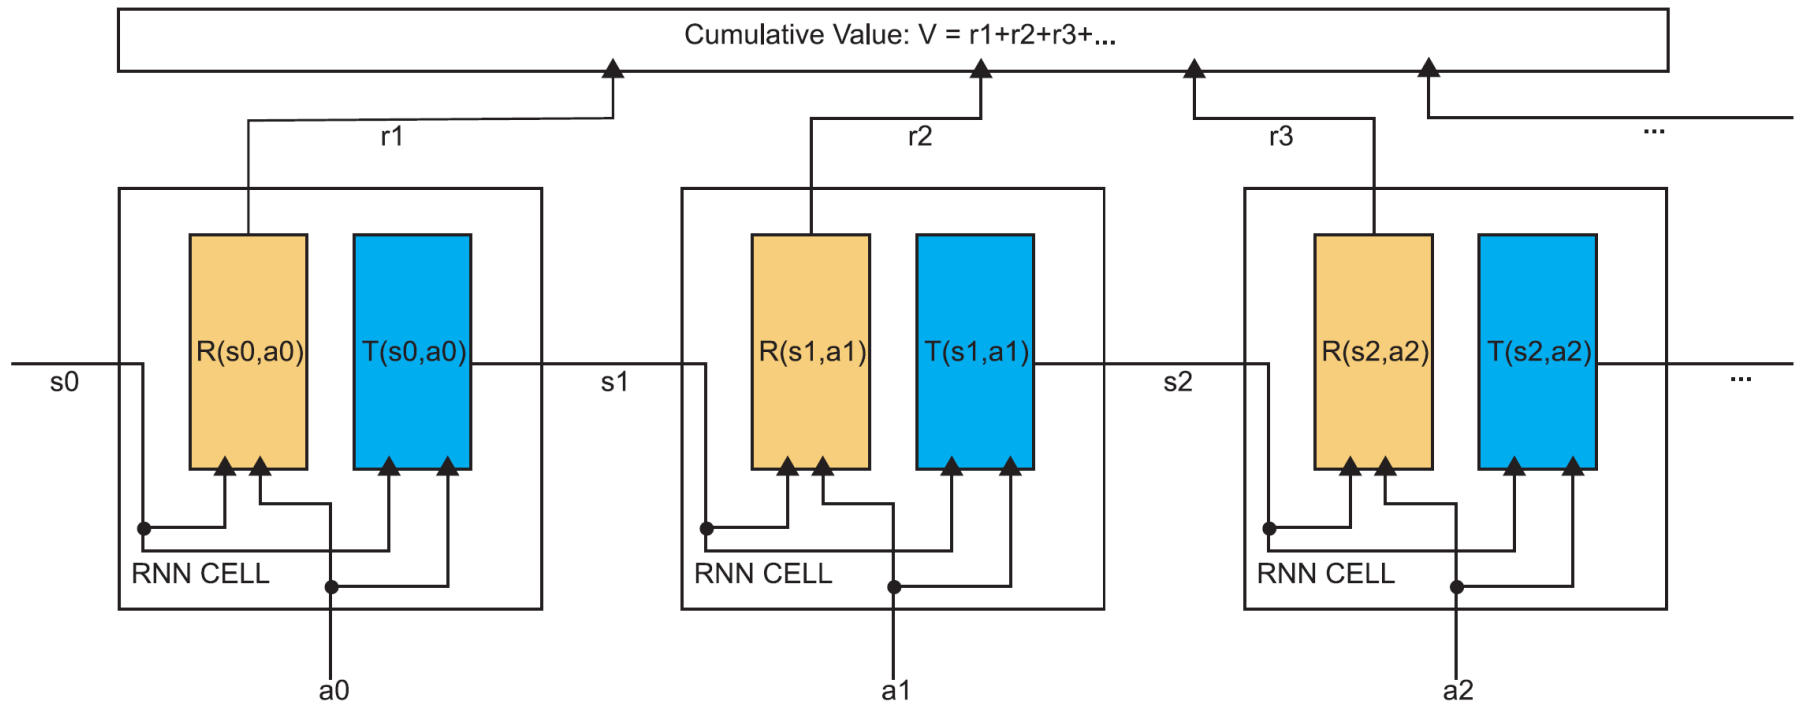 Cumulative Value: V = r1+r2+r3+...
r1
r2
r3
...
R(s0,a0)
T(s0,a0)
R(s1,a1)
T(s1,a1)
R(s2,a2)
T(s2,a2)
s0
s1
s2
...
RNN CELL
RNN CELL
RNN CELL
a0
a1
a2